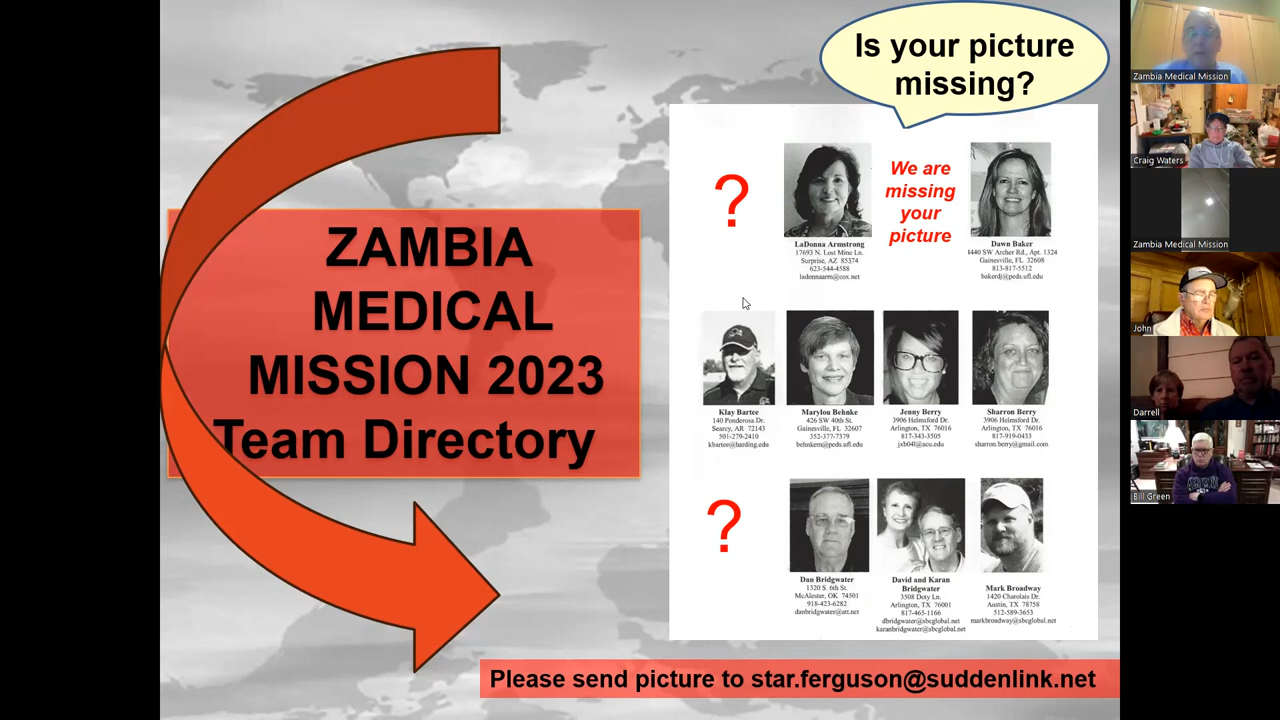 Is your picture
missing?
ZAMBIA
MEDICAL
MISSION 2023
Team Directory
?
LaDonna Armstrong
17693 N. Lost Mine Ln.
Surprise, AZ 85374
623-544-4588
ladonnaarm@cox.net
We are
missing
your
picture
Dawn Baker
4440 SW Archer Rd., Apt. 1324
Gainesville, FL 32608
813-817-5512
bakerdj@peds.ufl.edu
Klay Bartee
140 Ponderosa Dr.
Searcy, AR 72143
501-279-2410
kbartee@harding.edu
Marylou Behnke
426 SW 40th St.
Gainesville, FL 32607
352-377-7379
behnkem@peds.ufl.edu
Jenny Berry
3906 Helmsford Dr.
Arlington, TX 76016
817-343-3505
jxb04l@acu.edu
Sharron Berry
3906 Helmsford Dr.
Arlington, TX 76016
817-919-0433
sharron.berry@gmail.com
?
Dan Bridgwater
1320 S. 6th St.
McAlester, OK 74501
918-423-6282
danbridgwater@att.net
David and Karan
Bridgwater
3508 Doty Ln.
Arlington, TX 76001
817-465-1166
dbridgwater@sbcglobal.net
karanbridgwater@sbcglobal.net
Mark Broadway
1420 Charolais Dr.
Austin, TX 78758
512-589-3653
markbroadway@sbcglobal.net
Please send picture to star.ferguson@suddenlink.net
Zambia Medical Mission
Craig Waters
Zambia Medical Mission
John
Darrell
Bill Green